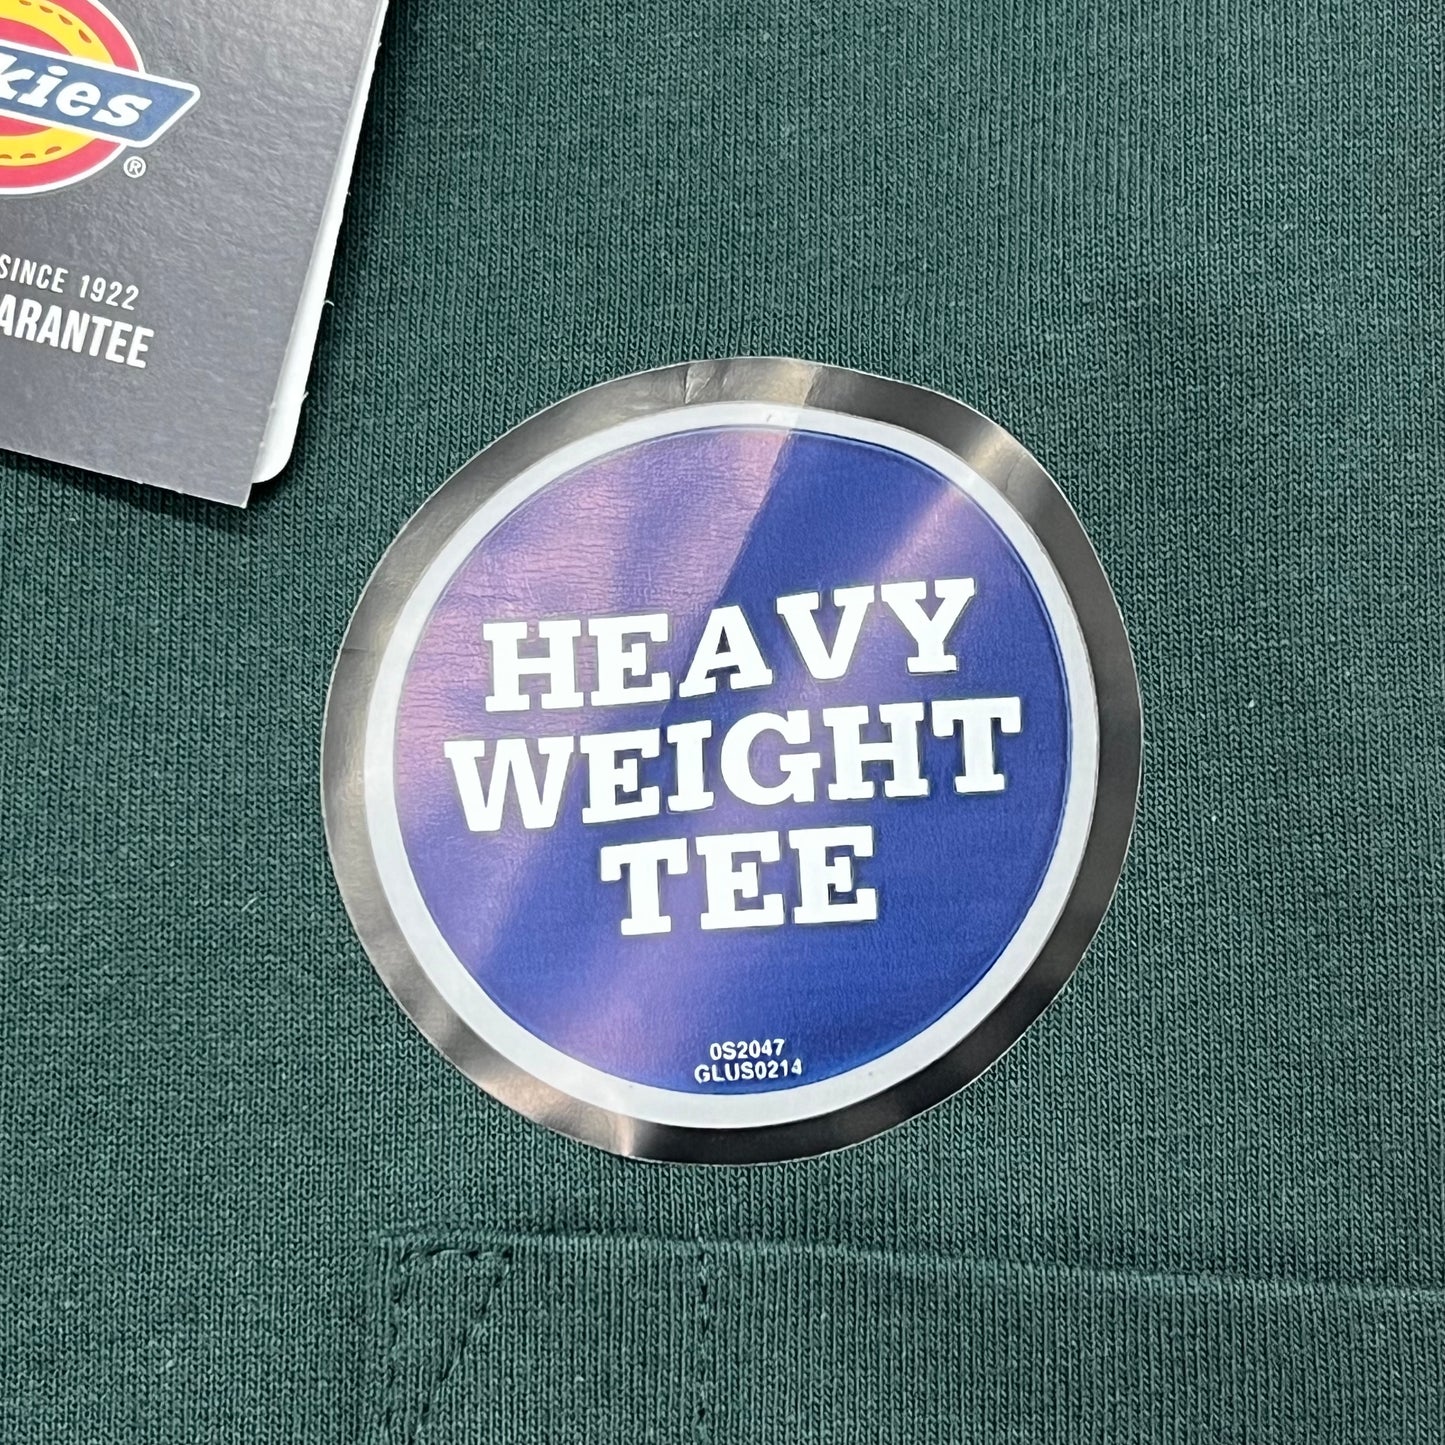 kies
®
SINCE 1922
ARANTEE
HEAVY
WEIGHT
TEE
0S2047
GLUS0214